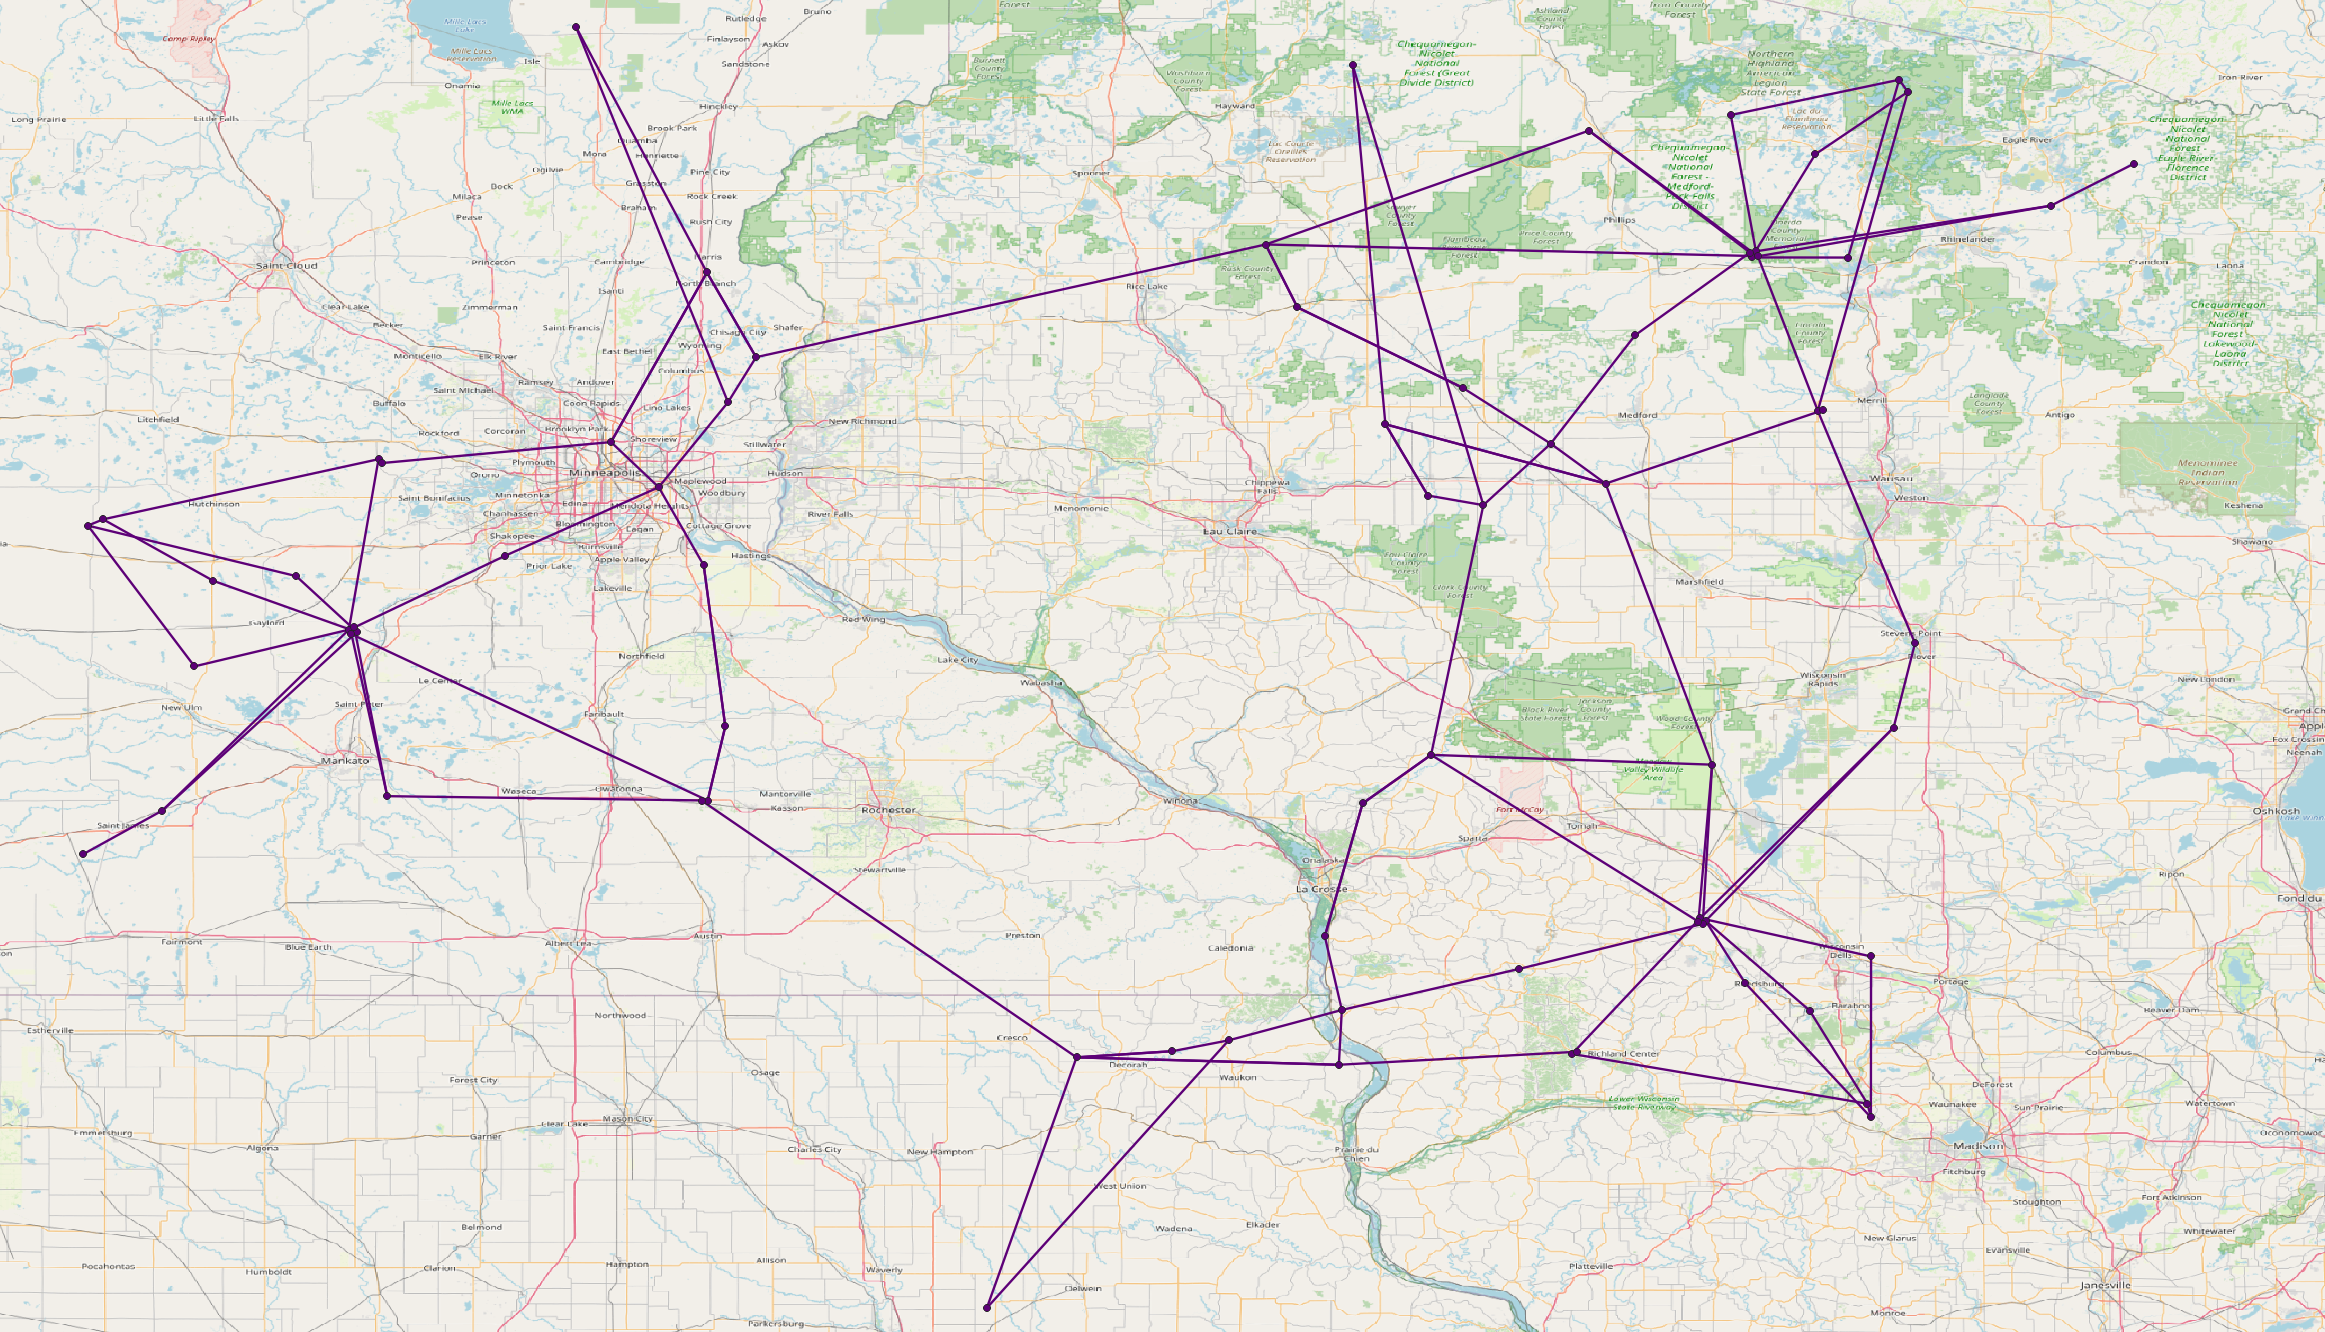 Mille Lacs
Lake
Rutledge
Bruno
Forest
Ashland
County
Forest
Iron County
Forest
Camp Ripley
Mille Lacs
Reservation
Isle
Finlayson
Askov
Sandstone
Burnett
County
Forest
Washburn
County
Forest
Chequamegon-
Nicolet
National
Forest (Great
Divide District)
Northern
Highland
American
Legion
State Forest
Iron River
Onamia
Mille Lacs
WMA
Hinckley
Hayward
Long Prairie
Little Falls
Brook Park
Quamba
Henriette
Mora
Lac Courte
Oreilles
Reservation
Chequamegon
Nicolet
National
Forest -
Medford-
Park Falls
District
Lac du
Flambeau
Reservation
Eagle River
Chequamegon
Nicolet
National
Forest -
Eagle River-
Florence
District
Ogilvie
Pine City
Spooner
Bock
Grasston
Milaca
Rock Creek
Braham
Pease
Rush City
Sawyer
County
Forest
Phillips
Oneida
County
Memorial
Rhinelander
Saint Cloud
Princeton
Cambridge
Harris
Rusk County
Forest
Flambeau
River State
Forest
Price County
Forest
Crandon
Laona
North Branch
Rice Lake
Isanti
Clear Lake
Zimmerman
Becker
Saint Francis
Chisago City
Shafer
Lincoln
County
Forest
Chequamegon
Nicolet
National
Forest -
Lakewood-
Laona
District
Monticello
Elk River
East Bethel
Wyoming
Columbus
Saint Michael
Ramsey
Andover
Buffalo
Coon Rapids
Lino Lakes
Merrill
Langlade
County
Forest
Litchfield
Rockford
Corcoran
Brooklyn Park
Shoreview
Stillwater
New Richmond
Medford
Antigo
Plymouth
Minneapolis
Hudson
Orono
Maplewood
Woodbury
Chippewa
Falls
Wausau
Menominee
Indian
Reservation
Hutchinson
Saint Bonifacius
Minnetonka
Edina
Mendota Heights
River Falls
Menomonie
Weston
Keshena
Chanhassen
Bloomington
Eagan
Cottage Grove
Eau Claire
Shakopee
Burnsville
Hastings
Prior Lake
Apple Valley
Eau Claire
County
Forest
Shawano
Lakeville
Clark County
Forest
Marshfield
Gaylord
Red Wing
Stevens Point
Plover
Northfield
Lake City
Le Center
Wabasha
Wisconsin
Rapids
New London
New Ulm
Saint Peter
Faribault
Black River
State Forest
Jackson
County
Forest
Wood County
Forest
Grand Ch
Appl
Fox Crossin
Neenah
Mankato
Meadow
Valley Wildlife
Area
Waseca
Owatonna
Mantorville
Kasson
Rochester
Winona
Fort McCoy
Oshkosh
Lake Winn
Saint James
Tomah
Sparta
Stewartville
Onalaska
La Crosse
Ripon
Fond du
Fairmont
Blue Earth
Albert Lea
Austin
Preston
Caledonia
Wisconsin
Dells
Reedsburg
Portage
Baraboo
Beaver Dam
Estherville
Northwood
Cresco
Decorah
Waukon
Richland Center
Columbus
Forest City
Osage
DeForest
Lower Wisconsin
State Riverway
Waunakee
Sun Prairie
Watertown
Emmetsburg
Clear Lake
Mason City
Garner
Algona
Charles City
New Hampton
Prairie du
Chien
Madison
Oconomowoc
Fitchburg
West Union
Stoughton
Fort Atkinson
Belmond
Wadena
Elkader
Whitewater
New Glarus
Evansville
Pocahontas
Humboldt
Clarion
Hampton
Allison
Waverly
Oelwein
Platteville
Janesville
Monroe
Parkersburg